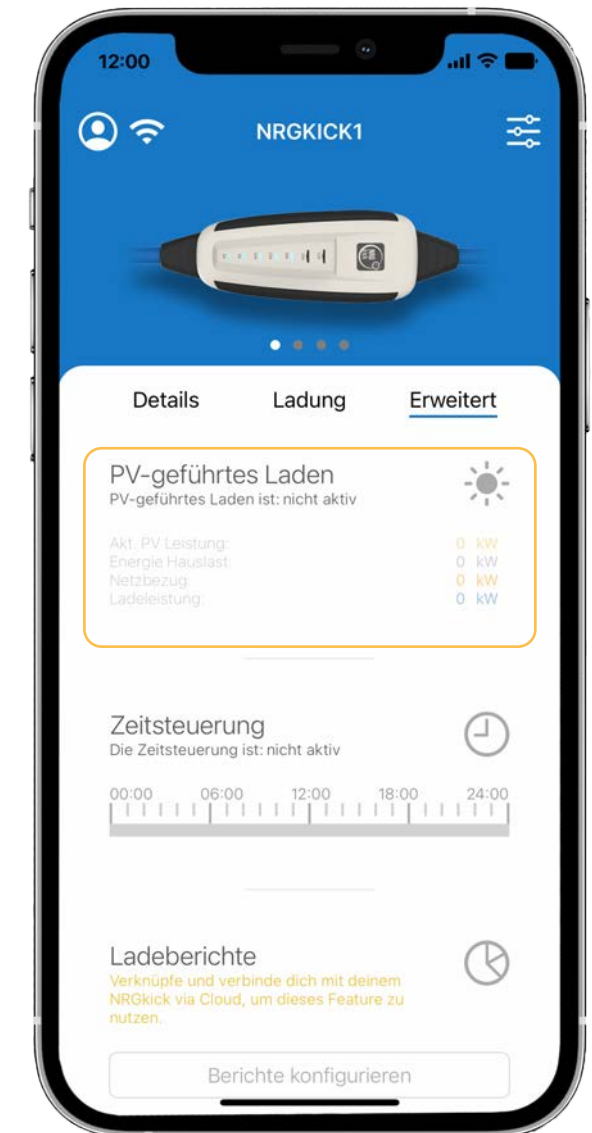 12:00
NRGKICK1
Details Ladung Erweitert
PV-geführtes Laden
PV-geführtes Laden ist: nicht aktiv
Akt. PV Leistung: 0 kW
Energie Hauslast: 0 kW
Netzbezug: 0 kW
Ladeleistung: 0 kW
Zeitsteuerung
Die Zeitsteuerung ist: nicht aktiv
00:00 06:00 12:00 18:00 24:00
Ladeberichte
Verknüpfe und verbinde dich mit deinem
NRGkick via Cloud, um dieses Feature zu
nutzen.
Berichte konfigurieren